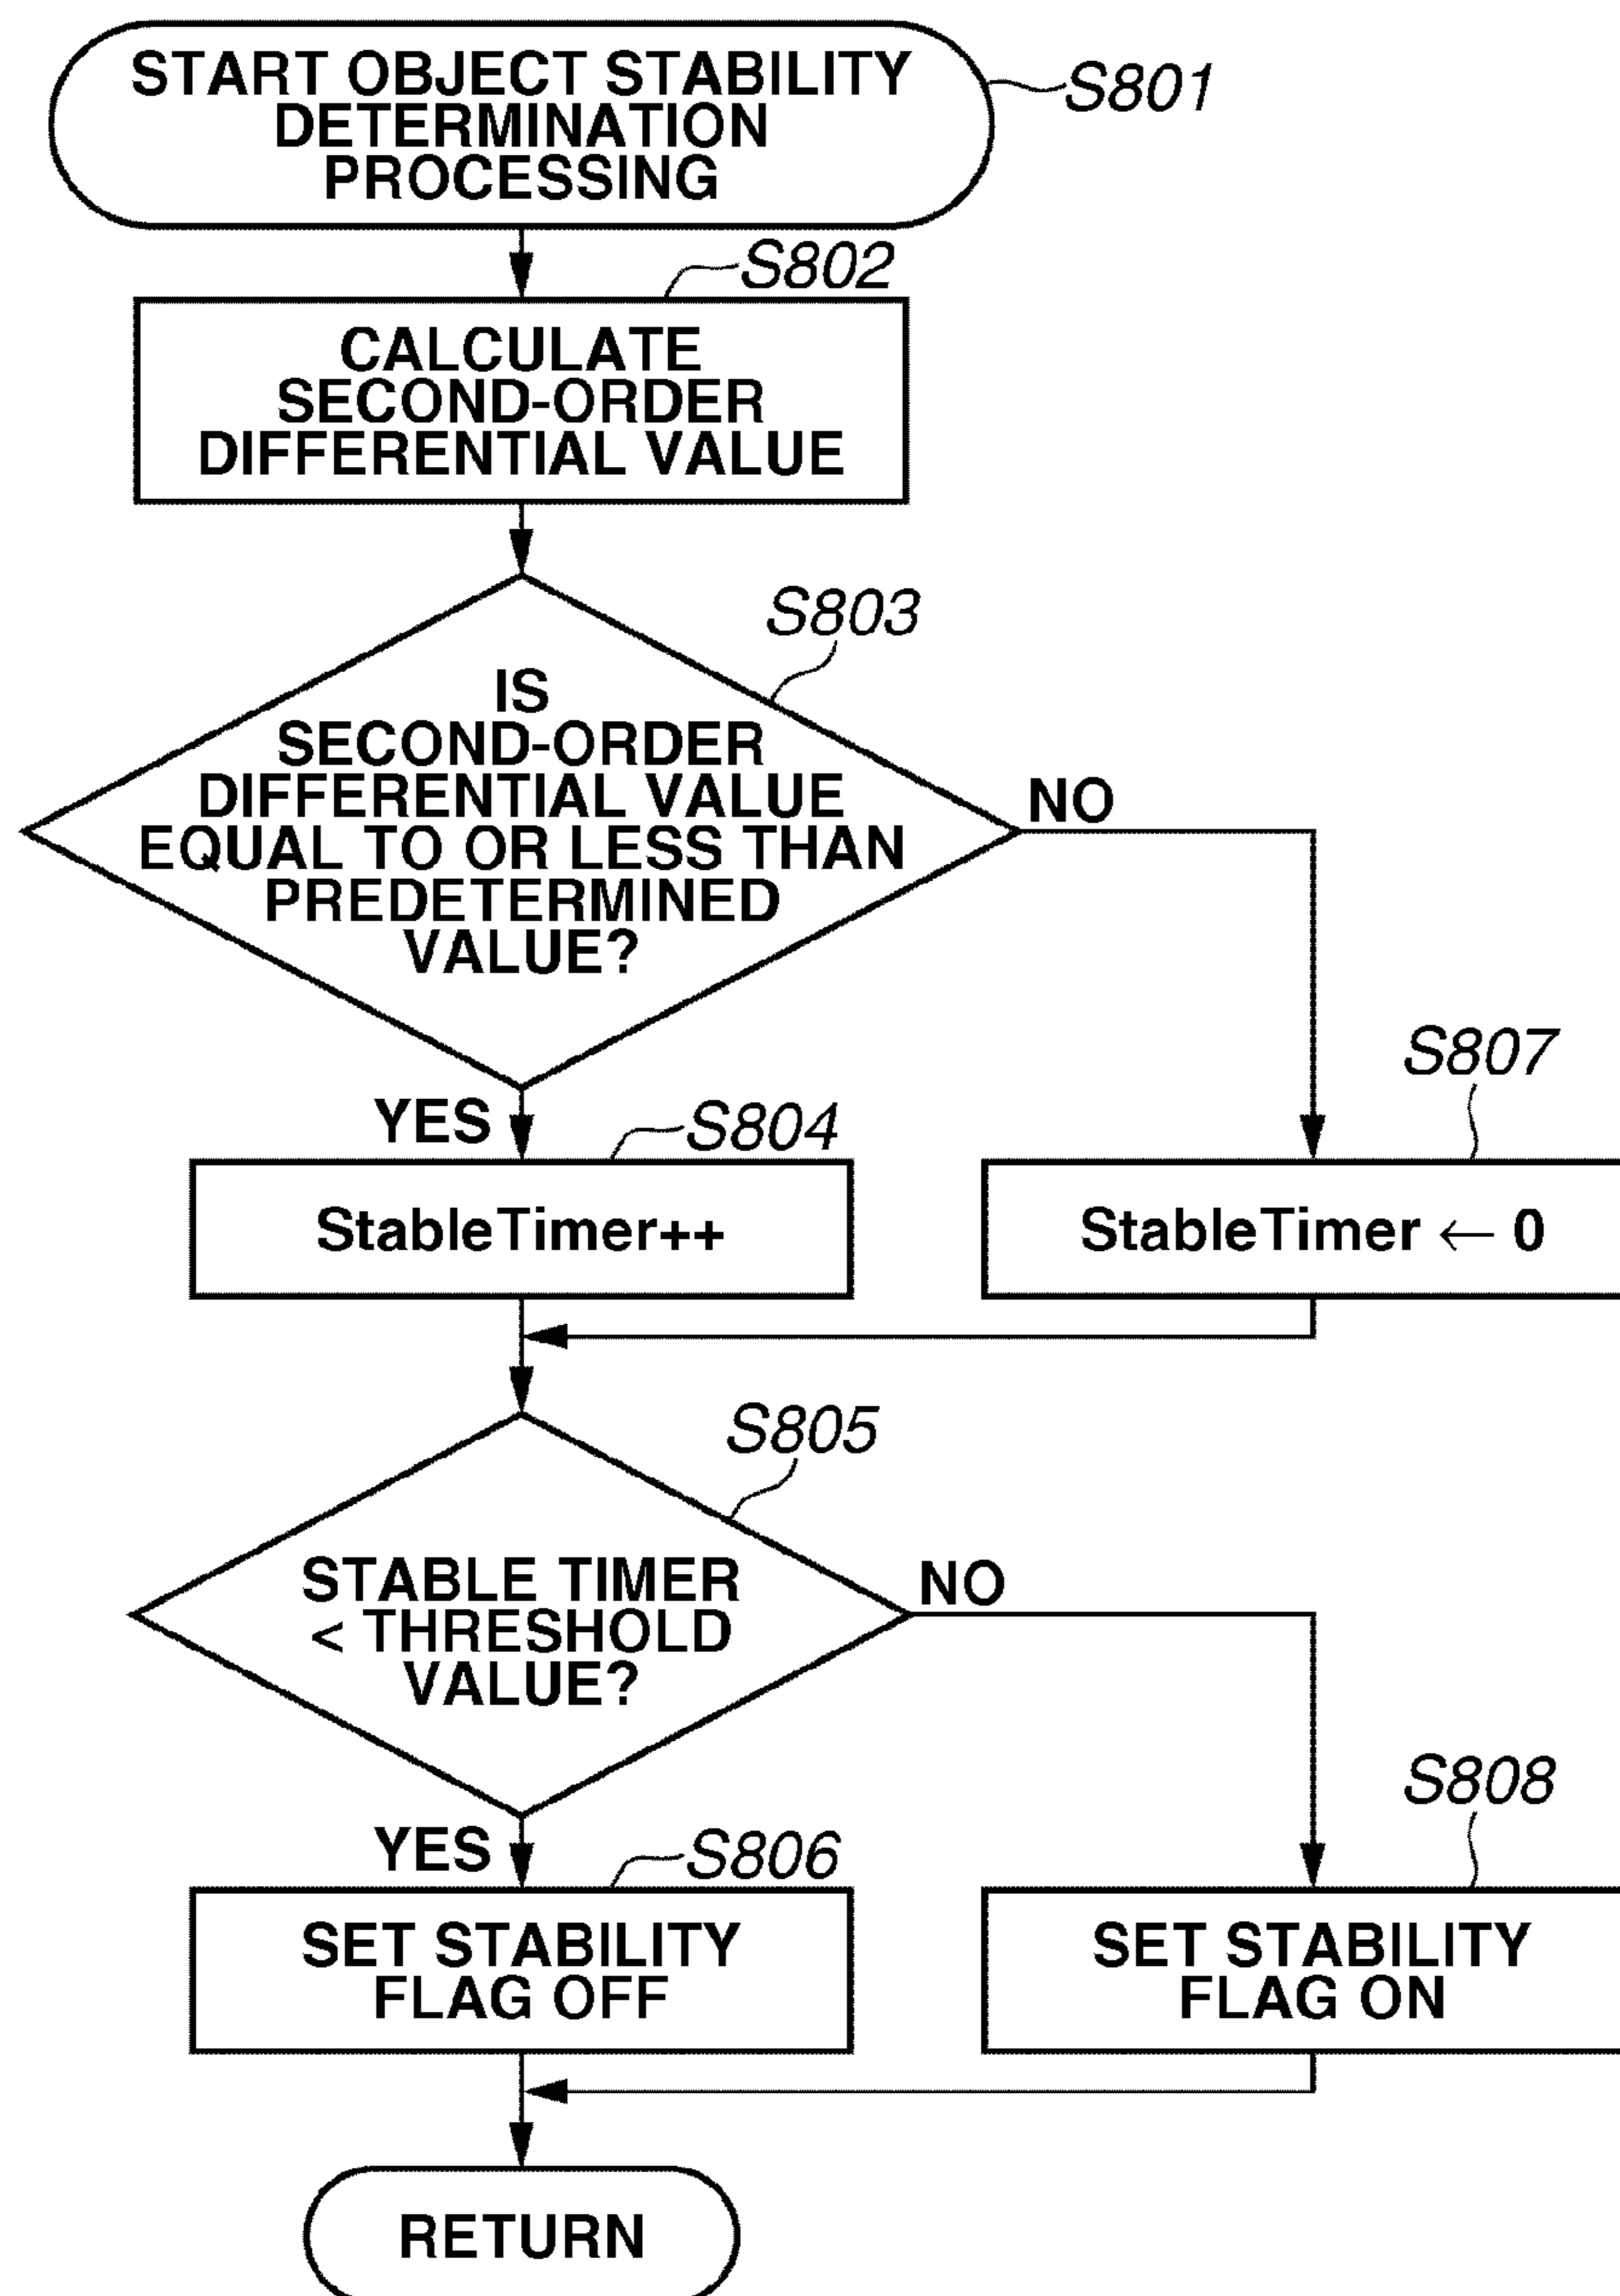 START OBJECT STABILITY
DETERMINATION
PROCESSING
S801
S802
CALCULATE
SECOND-ORDER
DIFFERENTIAL VALUE
S803
IS
SECOND-ORDER
DIFFERENTIAL VALUE
EQUAL TO OR LESS THAN
PREDETERMINED
VALUE?
NO
YES
S804
StableTimer++
S807
StableTimer ← 0
S805
STABLE TIMER
< THRESHOLD
VALUE?
NO
YES
S806
SET STABILITY
FLAG OFF
S808
SET STABILITY
FLAG ON
RETURN